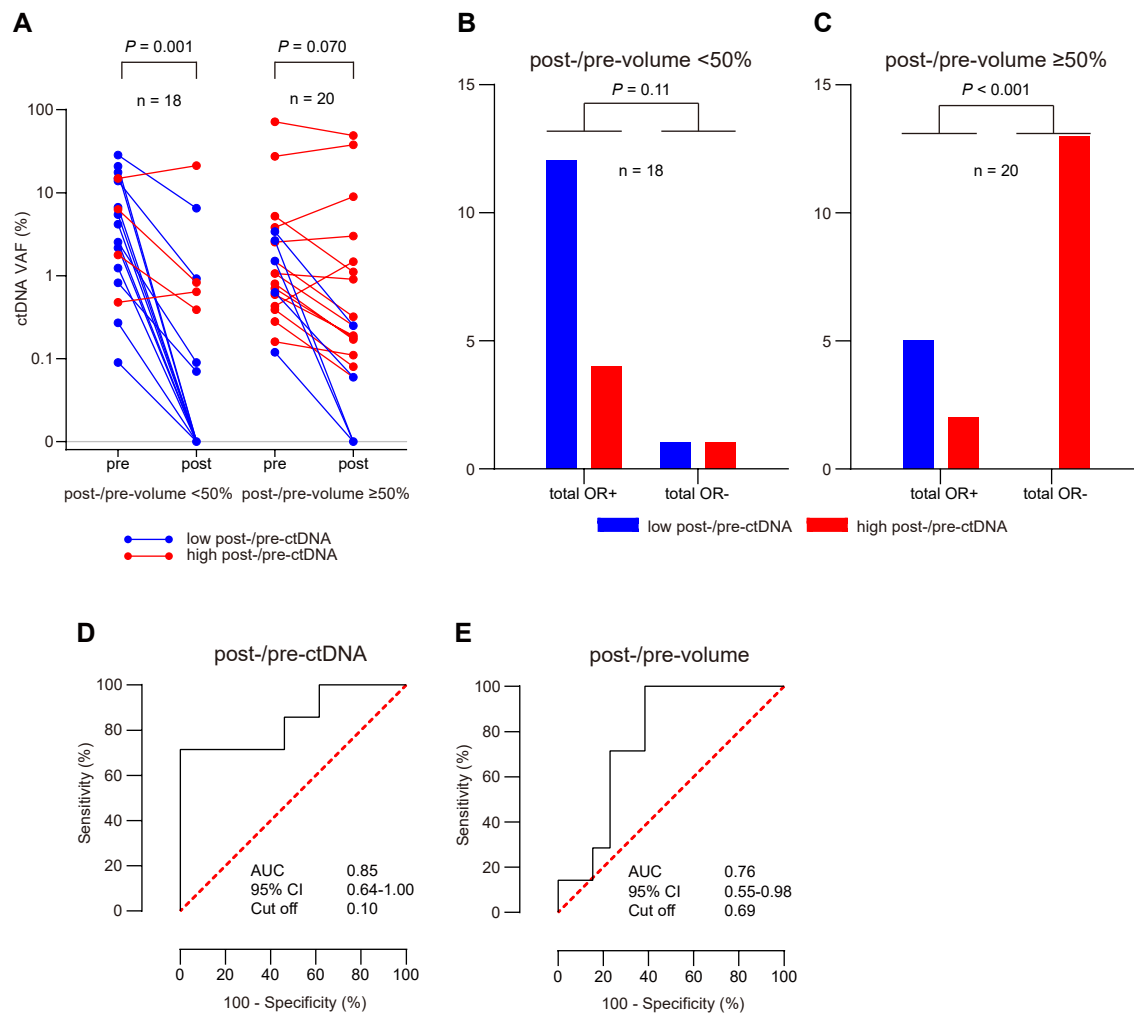 A
P = 0.001
P = 0.070
n = 18
n = 20
100
10
1
0.1
0
ctDNA VAF (%)
pre
post
pre
post
post-/pre-volume <50%
post-/pre-volume ≥50%
low post-/pre-ctDNA
high post-/pre-ctDNA
B
post-/pre-volume <50%
P = 0.11
n = 18
15
10
5
0
total OR+
total OR-
C
post-/pre-volume ≥50%
P < 0.001
n = 20
15
10
5
0
total OR+
total OR-
low post-/pre-ctDNA
high post-/pre-ctDNA
D
post-/pre-ctDNA
100
80
60
40
20
0
Sensitivity (%)
AUC 0.85
95% CI 0.64-1.00
Cut off 0.10
0 20 40 60 80 100
100 - Specificity (%)
E
post-/pre-volume
100
80
60
40
20
0
Sensitivity (%)
AUC 0.76
95% CI 0.55-0.98
Cut off 0.69
0 20 40 60 80 100
100 - Specificity (%)